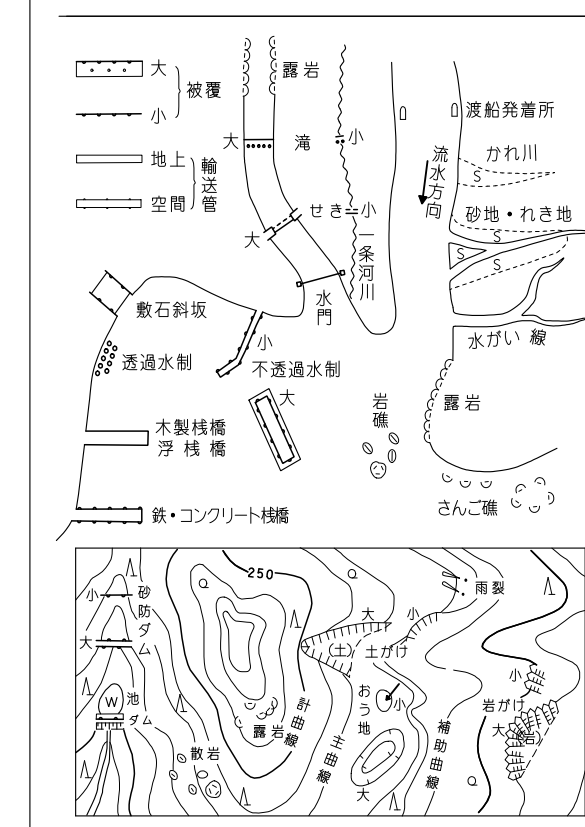 大
被覆
小
地上
空間
輸送管
露岩
大
滝
小
せき
小
大
一条河川
水門
渡船発着所
流水方向
かれ川
S
砂地・れき地
S
S
S
水がい線
敷石斜坂
透過水制
小
不透過水制
大
木製桟橋
浮桟橋
鉄・コンクリート桟橋
岩礁
露岩
さんご礁
250
小
砂防ダム
大
W
池
ダム
散岩
露岩
計曲線
主曲線
大
小
(土)
土がけ
雨裂
おう地
小
大
補助曲線
小
岩がけ
大
(岩)